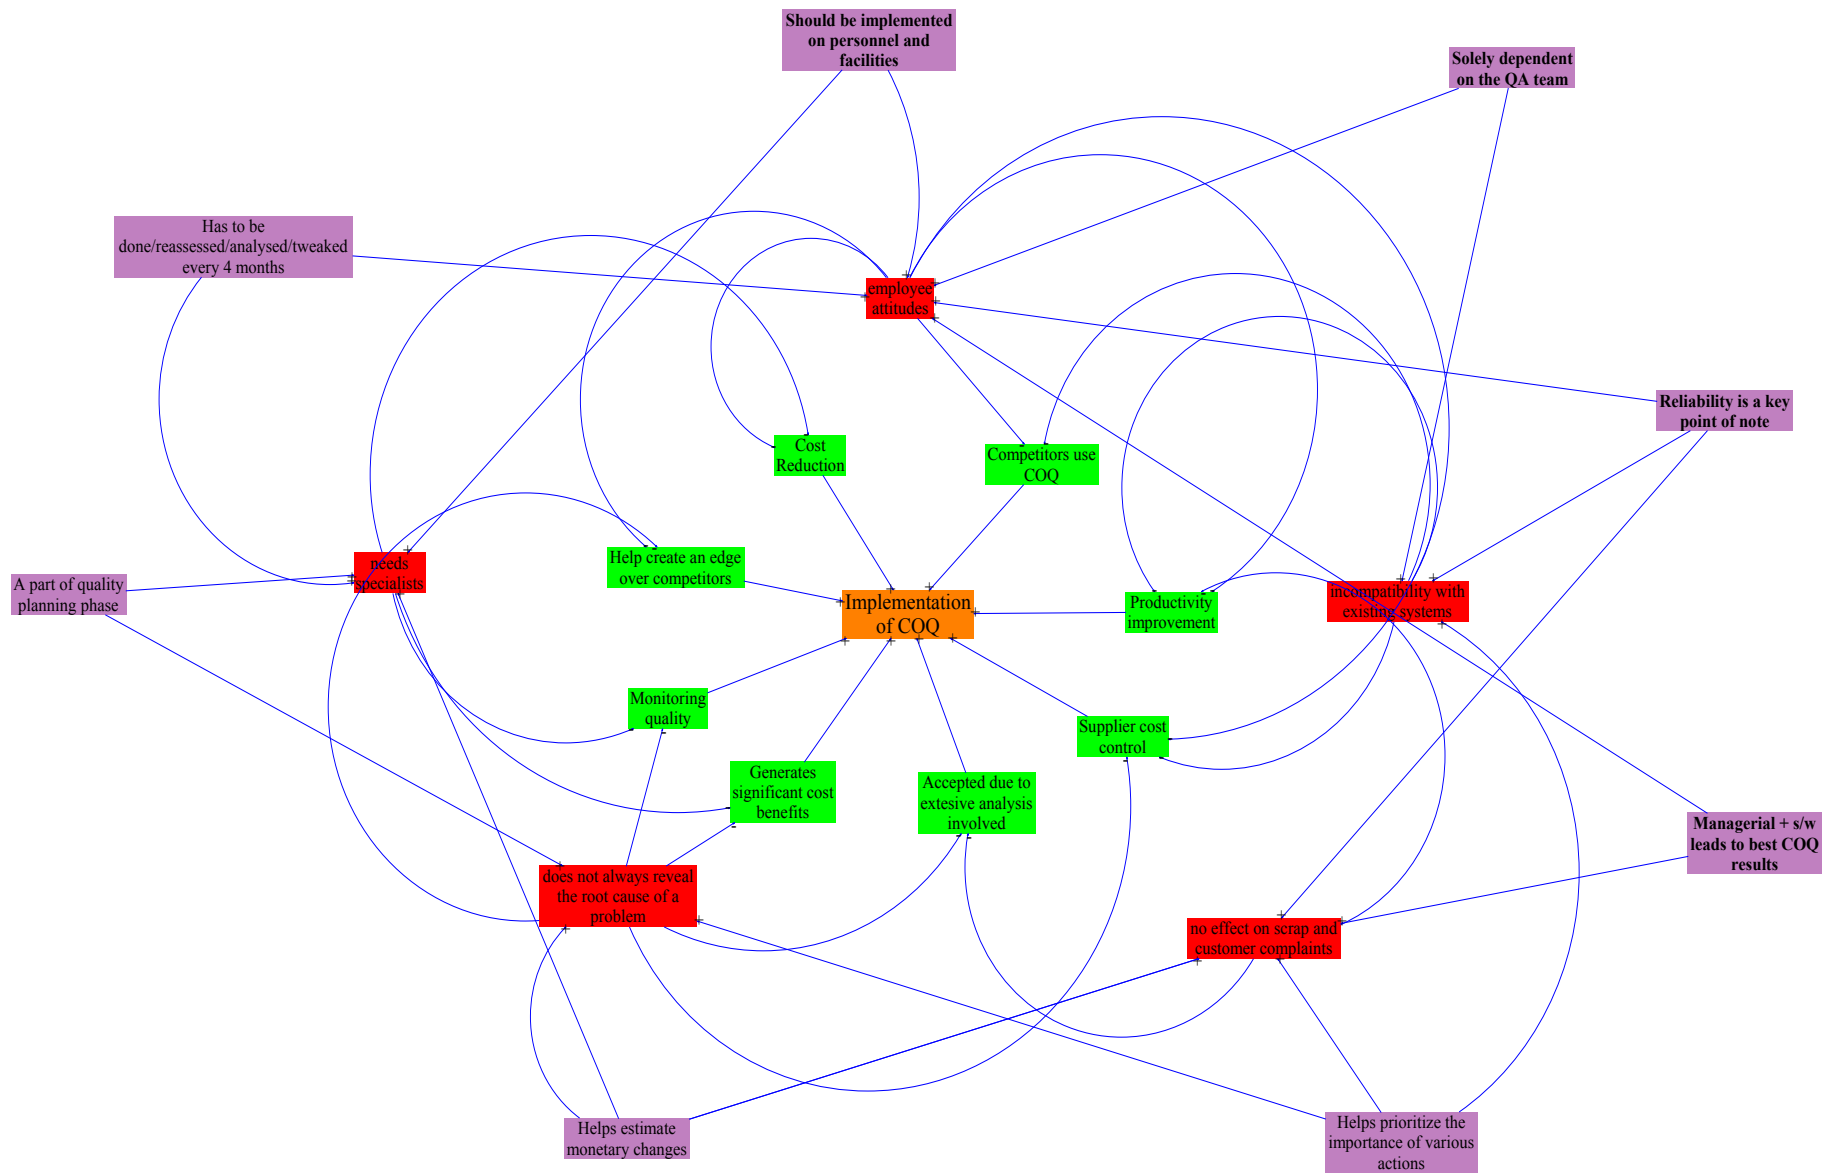 Should be implemented
on personnel and
facilities
Solely dependent
on the QA team
Has to be
done/reassessed/analysed/tweaked
every 4 months
employee
attitudes
Reliability is a key
point of note
Cost
Reduction
Competitors use
COQ
Help create an edge
over competitors
needs
specialists
A part of quality
planning phase
Implementation
of COQ
Productivity
improvement
incompatibility with
existing systems
Monitoring
quality
Supplier cost
control
Generates
significant cost
benefits
Accepted due to
extesive analysis
involved
Managerial + s/w
leads to best COQ
results
does not always reveal
the root cause of a
problem
no effect on scrap and
customer complaints
Helps estimate
monetary changes
Helps prioritize the
importance of various
actions